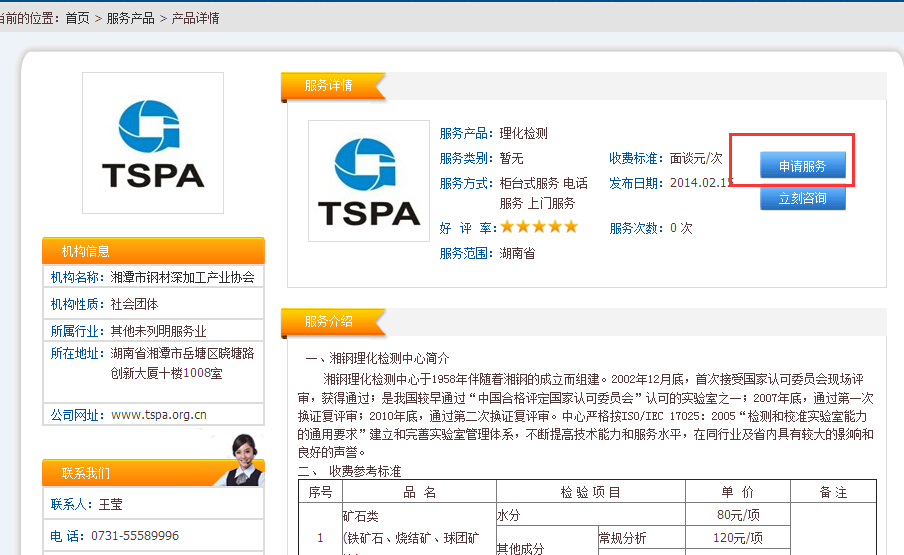 当前的位置：首页 > 服务产品 > 产品详情
TSPA
机构信息
机构名称：湘潭市钢材深加工产业协会
机构性质：社会团体
所属行业：其他未列明服务业
所在地址：湖南省湘潭市岳塘区晓塘路
创新大厦十楼1008室
公司网址：www.tspa.org.cn
联系我们
联系人：王莹
电 话：0731-55589996
服务详情
TSPA
服务产品：理化检测
服务类别：暂无 收费标准：面谈元/次
服务方式：柜台式服务 电话 发布日期：2014.02.15
服务 上门服务
好 评 率： 服务次数：0 次
服务范围：湖南省
申请服务
立刻咨询
服务介绍
一、湘钢理化检测中心简介
湘钢理化检测中心于1958年伴随着湘钢的成立而组建。2002年12月底，首次接受国家认可委员会现场评
审，获得通过；是我国较早通过“中国合格评定国家认可委员会”认可的实验室之一；2007年底，通过第一次
换证复评审；2010年底，通过第二次换证复评审。中心严格按ISO/IEC 17025：2005“检测和校准实验室能力
的通用要求”建立和完善实验室管理体系，不断提高技术能力和服务水平，在同行业及省内具有较大的影响和
良好的声誉。
二、 收费参考标准
序号 品 名 检 验 项 目 单 价 备 注
1 矿石类 水分 80元/项
(铁矿石、烧结矿、球团矿 其他成分 常规分析 120元/项